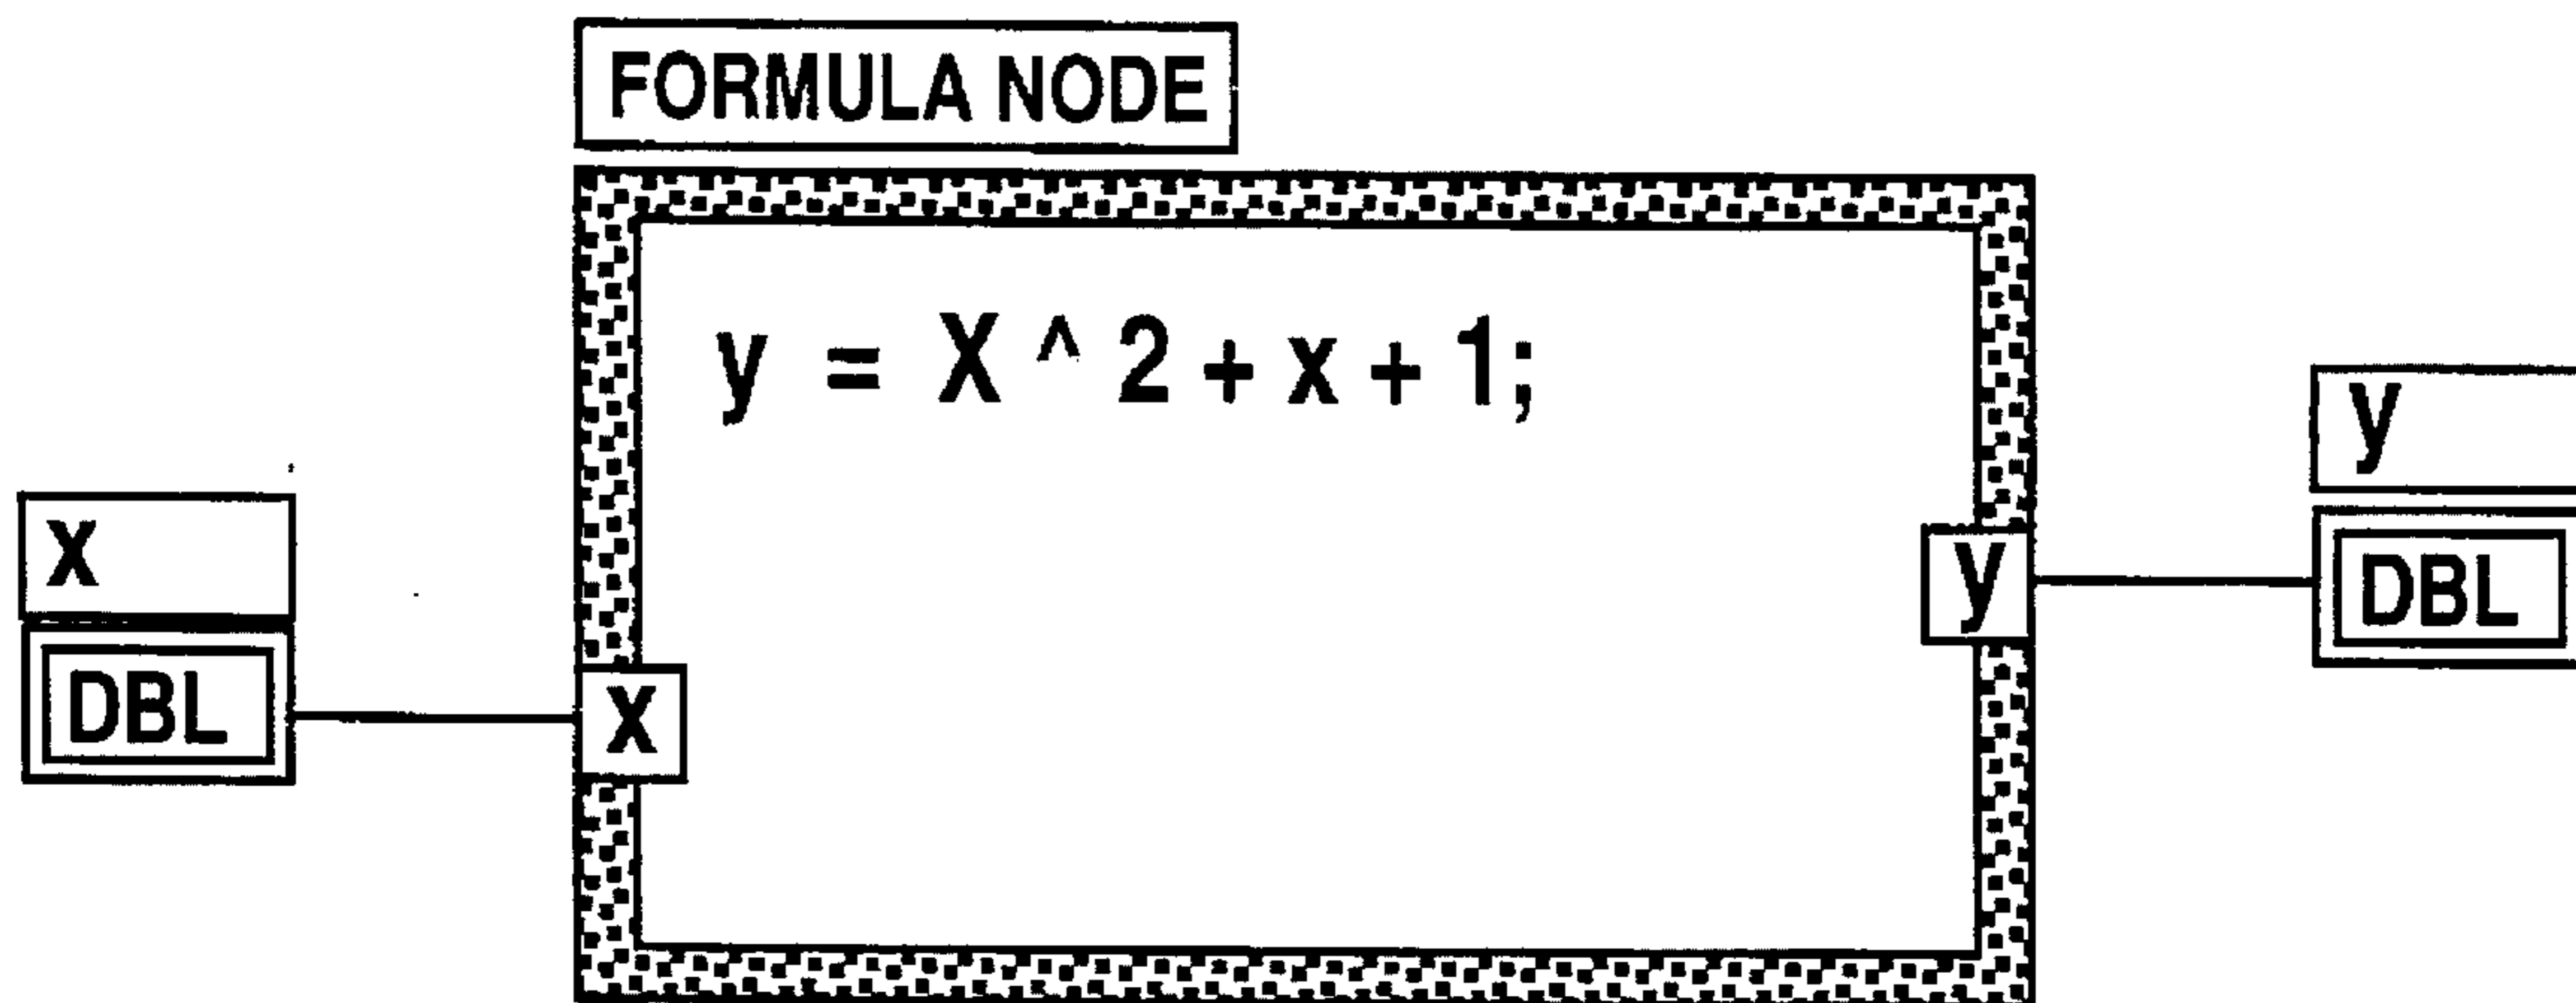 FORMULA NODE
y = X ^ 2 + x + 1;
x
DBL
x
y
y
DBL